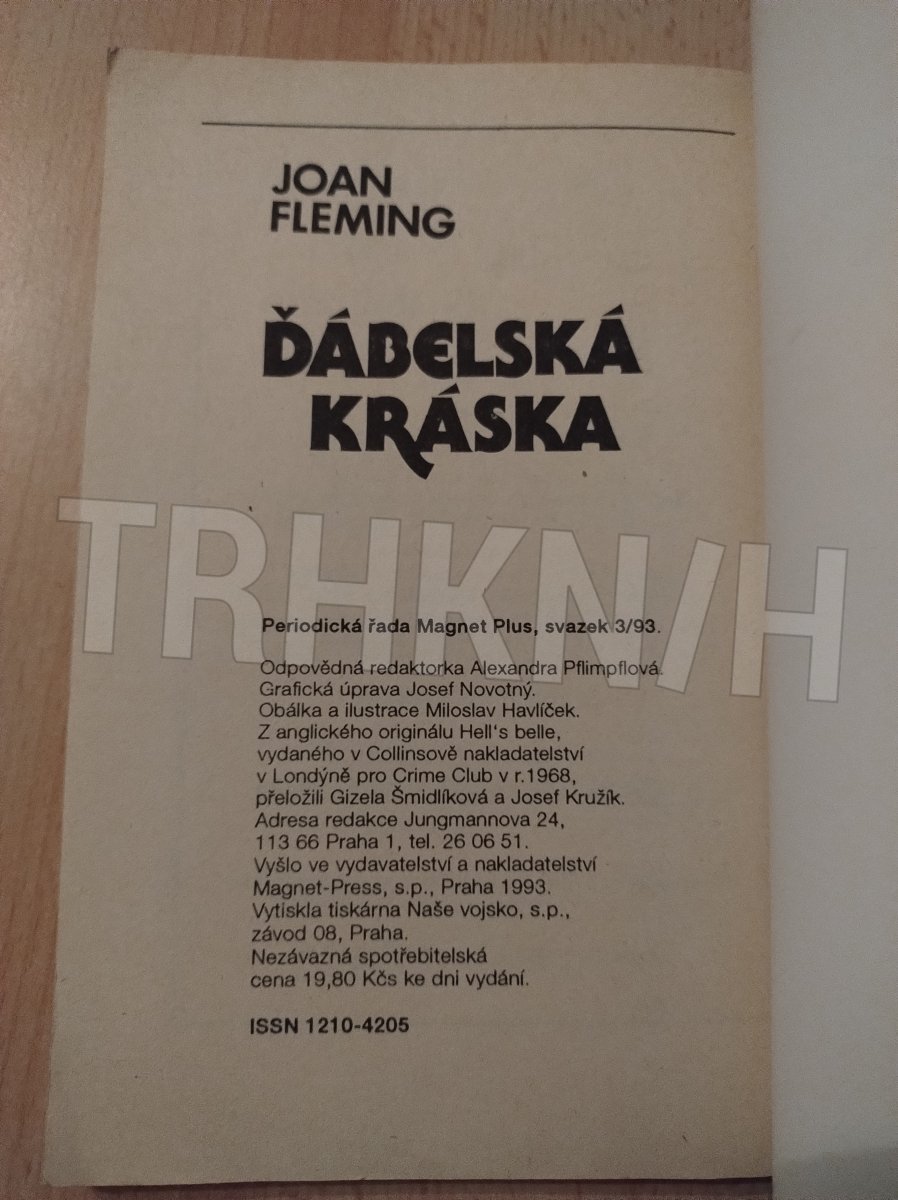 JOAN
FLEMING
ĎÁBELSKÁ
KRÁSKA
TRHKN/H
Periodická řada Magnet Plus, svazek 3/93.
Odpovědná redaktorka Alexandra Pflimpflová.
Grafická úprava Josef Novotný.
Obálka a ilustrace Miloslav Havlíček.
Z anglického originálu Hell's belle,
vydaného v Collinsově nakladatelství
v Londýně pro Crime Club v r.1968,
přeložili Gizela Šmidlíková a Josef Kružík.
Adresa redakce Jungmannova 24,
113 66 Praha 1, tel. 26 06 51.
Vyšlo ve vydavatelství a nakladatelství
Magnet-Press, s.p., Praha 1993.
Vytiskla tiskárna Naše vojsko, s.p.,
závod 08, Praha.
Nezávazná spotřebitelská
cena 19,80 Kčs ke dni vydání.
ISSN 1210-4205